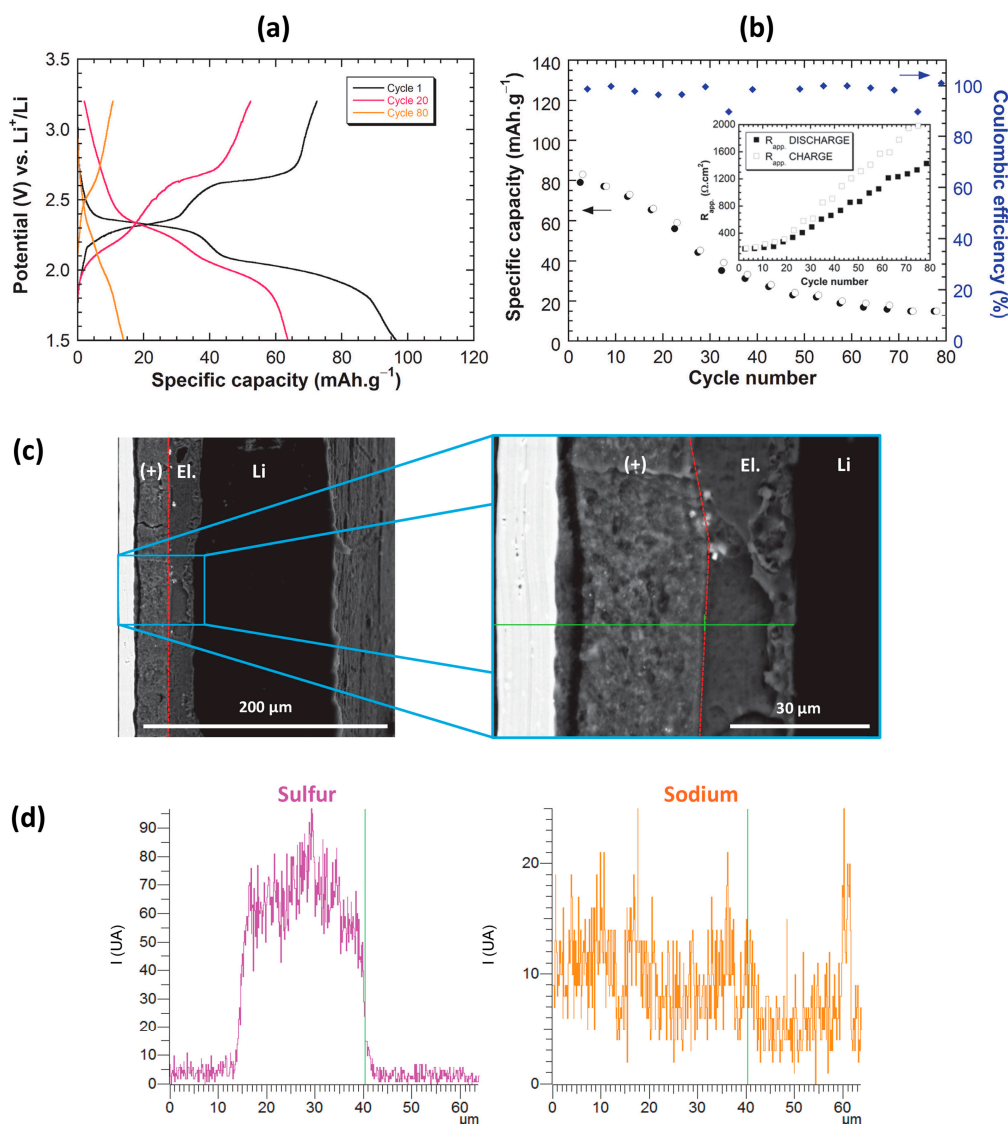 (a)
3.5
3.0
2.5
2.0
1.5
Potential (V) vs. Li⁺/Li
Cycle 1
Cycle 20
Cycle 80
0 20 40 60 80 100 120
Specific capacity (mAh.g⁻¹)
(b)
140
120
100
80
60
40
20
0
Specific capacity (mAh.g⁻¹)
100
80
60
40
20
0
Coulombic efficiency (%)
2000
1600
1200
800
400
R_app. (Ω.cm²)
R_app. DISCHARGE
R_app. CHARGE
0 10 20 30 40 50 60 70 80
Cycle number
0 10 20 30 40 50 60 70 80
Cycle number
(c)
(+) El. Li
200 µm
(+) El. Li
30 µm
(d)
Sulfur
90
80
70
60
50
40
30
20
10
0
I (UA)
0 10 20 30 40 50 60
µm
Sodium
25
20
10
0
I (UA)
0 10 20 30 40 50 60
µm